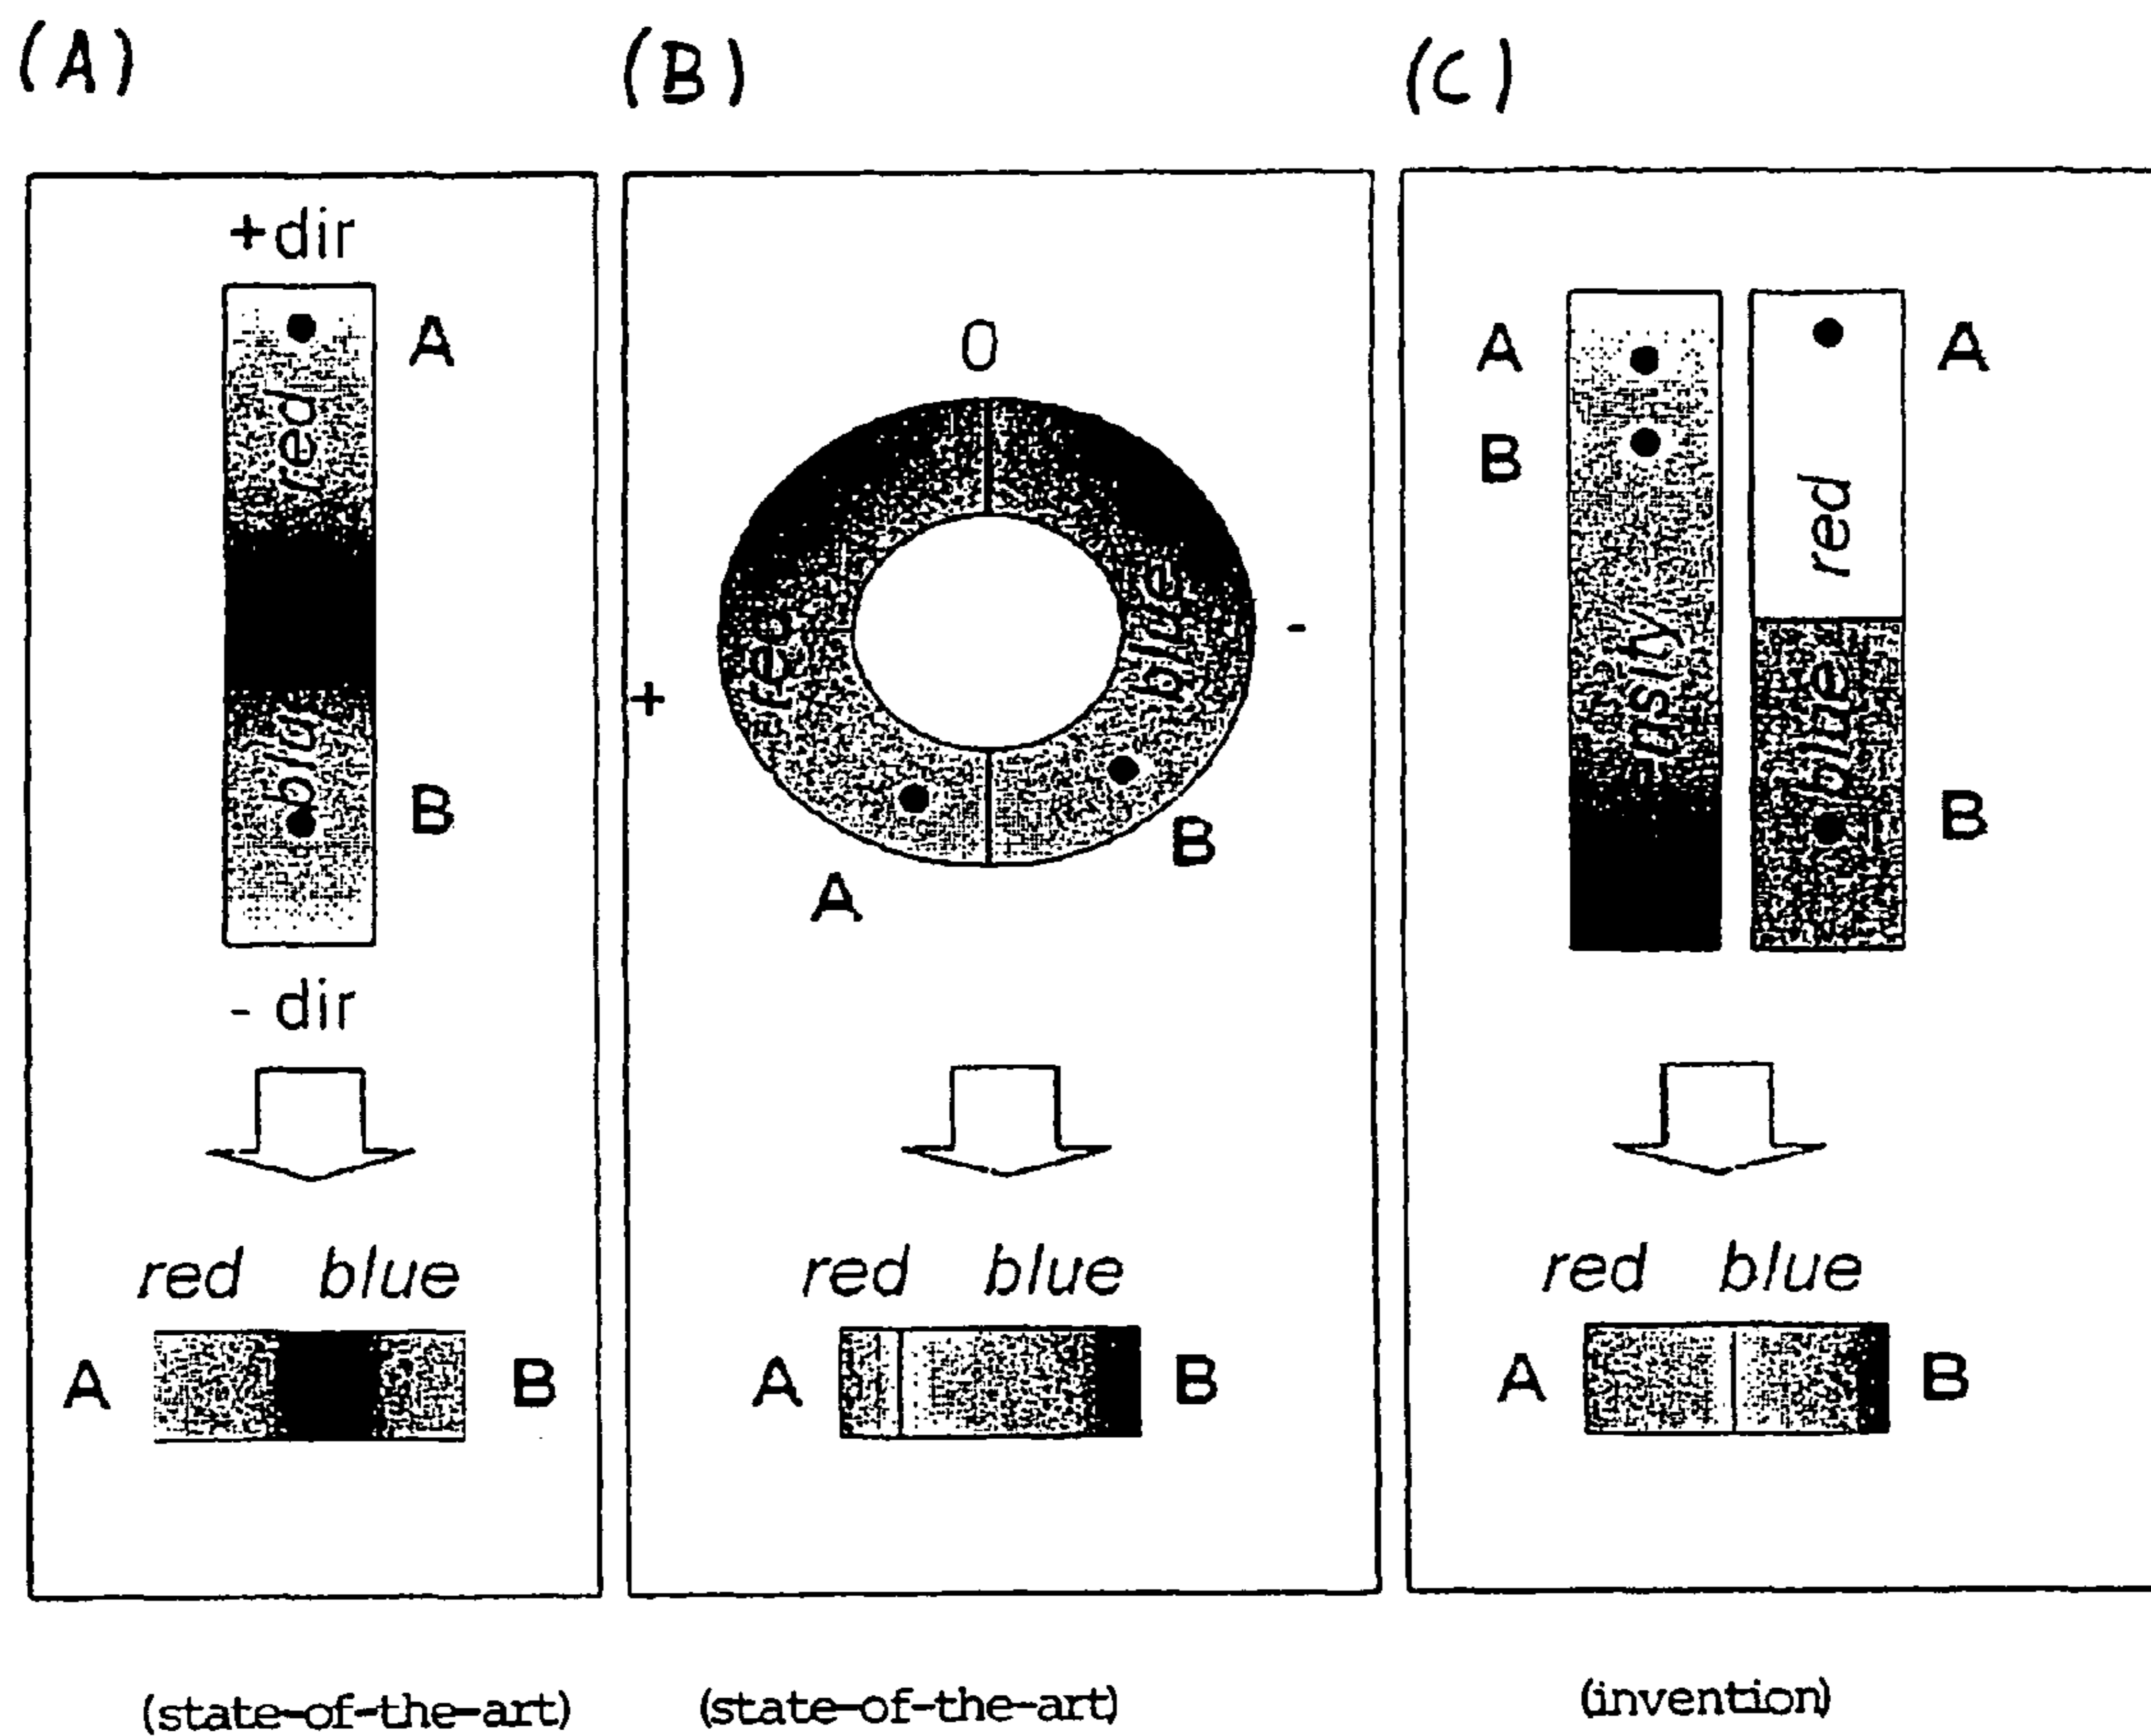 (A)
(B)
(C)
+dir
A
red
B
- dir
red blue
A B
0
red
blue
+
-
A
B
red blue
A B
A
B
A
red
blue
B
red blue
A B
(state-of-the-art)
(state-of-the-art)
(invention)